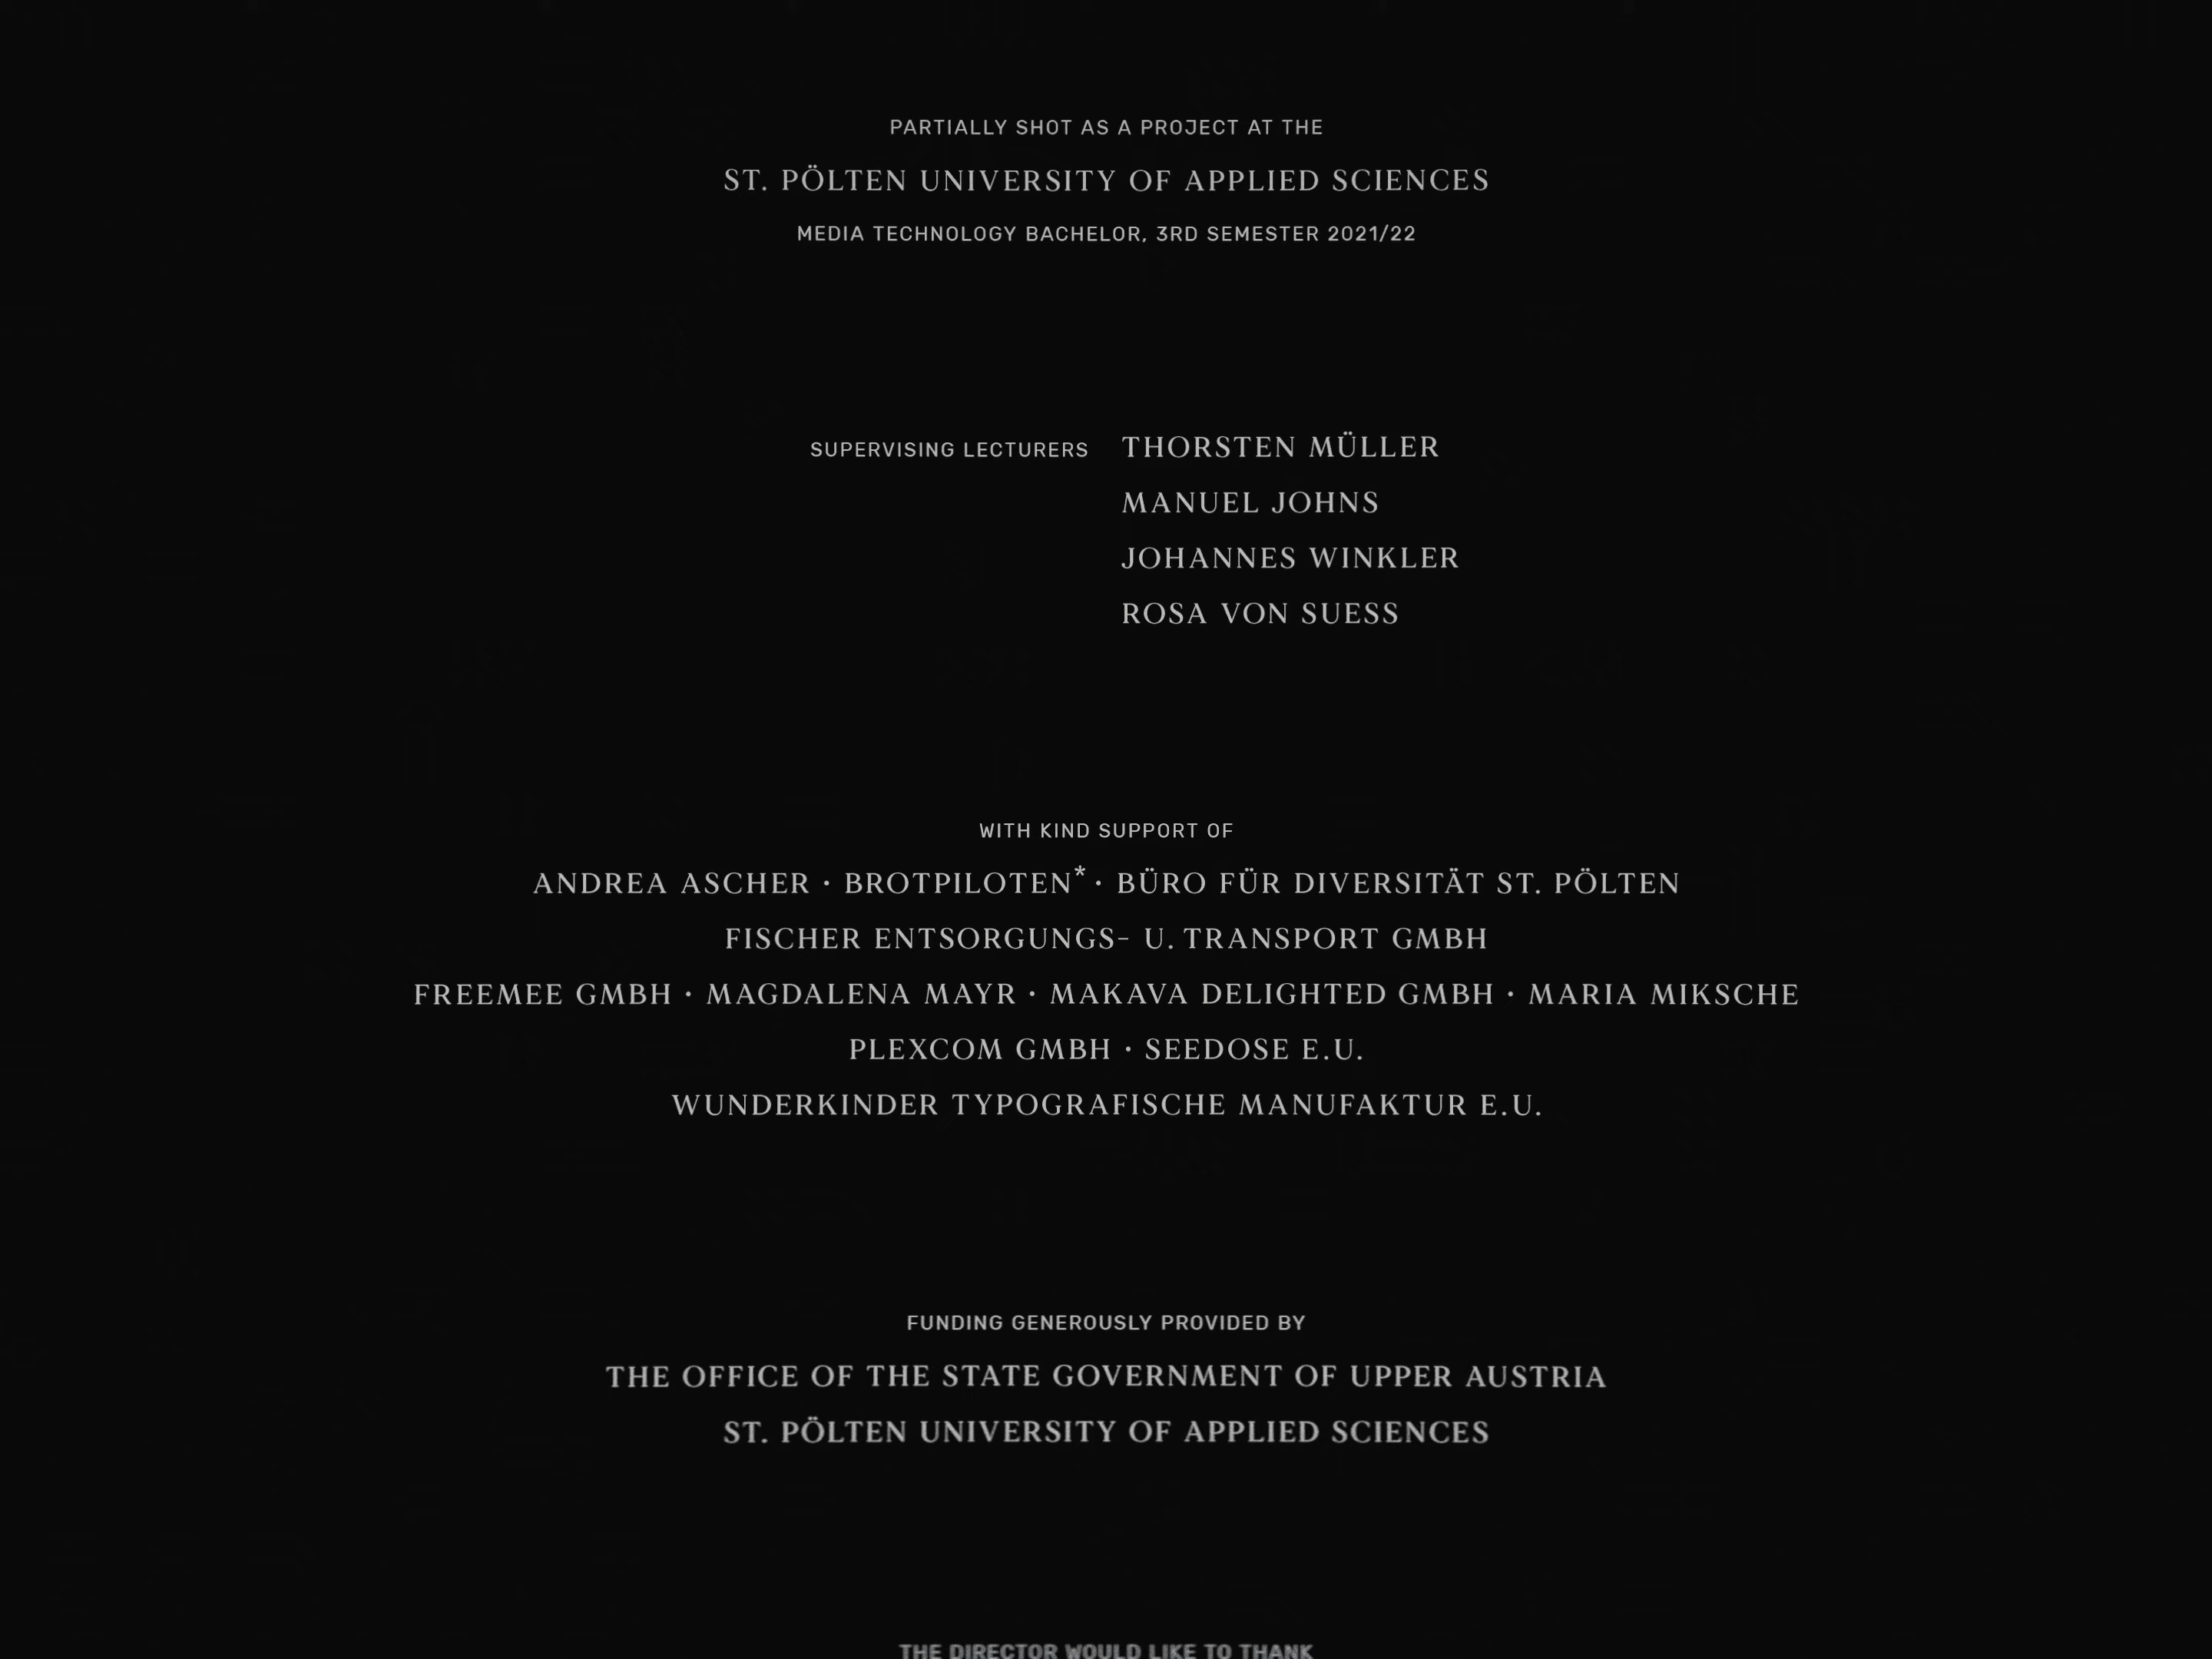 PARTIALLY SHOT AS A PROJECT AT THE
ST. PÖLTEN UNIVERSITY OF APPLIED SCIENCES
MEDIA TECHNOLOGY BACHELOR, 3RD SEMESTER 2021/22
SUPERVISING LECTURERS THORSTEN MÜLLER
MANUEL JOHNS
JOHANNES WINKLER
ROSA VON SUESS
WITH KIND SUPPORT OF
ANDREA ASCHER · BROTPILOTEN* · BÜRO FÜR DIVERSITÄT ST. PÖLTEN
FISCHER ENTSORGUNGS- U. TRANSPORT GMBH
FREEMEE GMBH · MAGDALENA MAYR · MAKAVA DELIGHTED GMBH · MARIA MIKSCHE
PLEXCOM GMBH · SEEDOSE E.U.
WUNDERKINDER TYPOGRAFISCHE MANUFAKTUR E.U.
FUNDING GENEROUSLY PROVIDED BY
THE OFFICE OF THE STATE GOVERNMENT OF UPPER AUSTRIA
ST. PÖLTEN UNIVERSITY OF APPLIED SCIENCES
THE DIRECTOR WOULD LIKE TO THANK